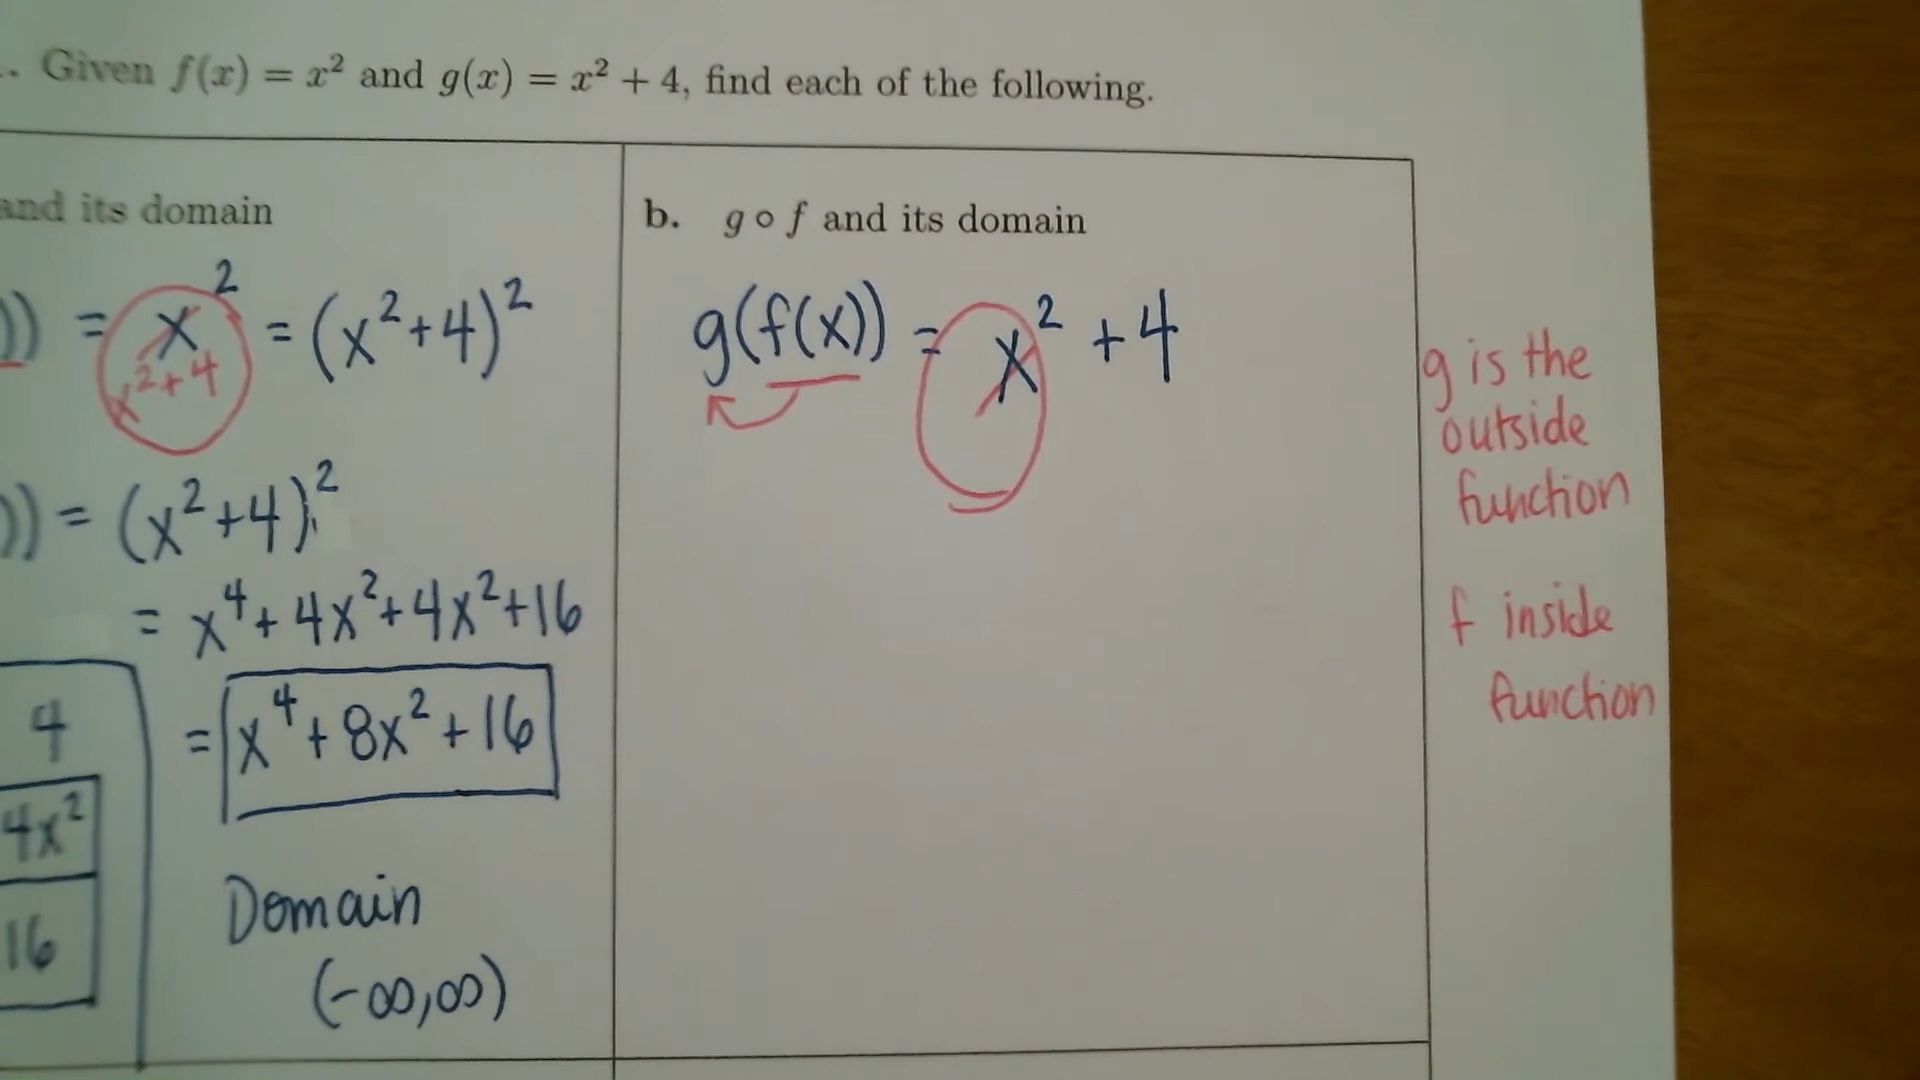 . Given f(x) = x² and g(x) = x² + 4, find each of the following.
and its domain
)) = x² = (x²+4)²
x²+4
)) = (x²+4)²
= x⁴+4x²+4x²+16
= x⁴+8x²+16
4
4x²
16
Domain
(-∞,∞)
b. g ∘ f and its domain
g(f(x)) = x² + 4
g is the
outside
function
f inside
function